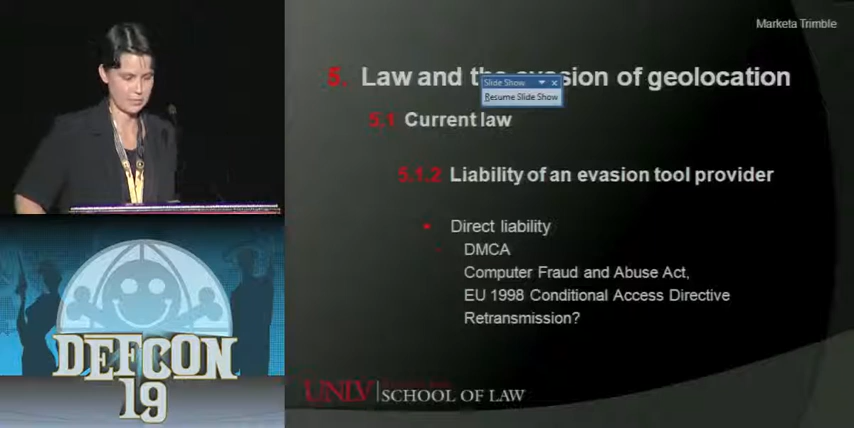 Marketa Trimble
5. Law and the evasion of geolocation
Slide Show
Resume Slide Show
5.1 Current law
5.1.2 Liability of an evasion tool provider
Direct liability
DMCA
Computer Fraud and Abuse Act,
EU 1998 Conditional Access Directive
Retransmission?
DEFCON
19
UNLV SCHOOL OF LAW